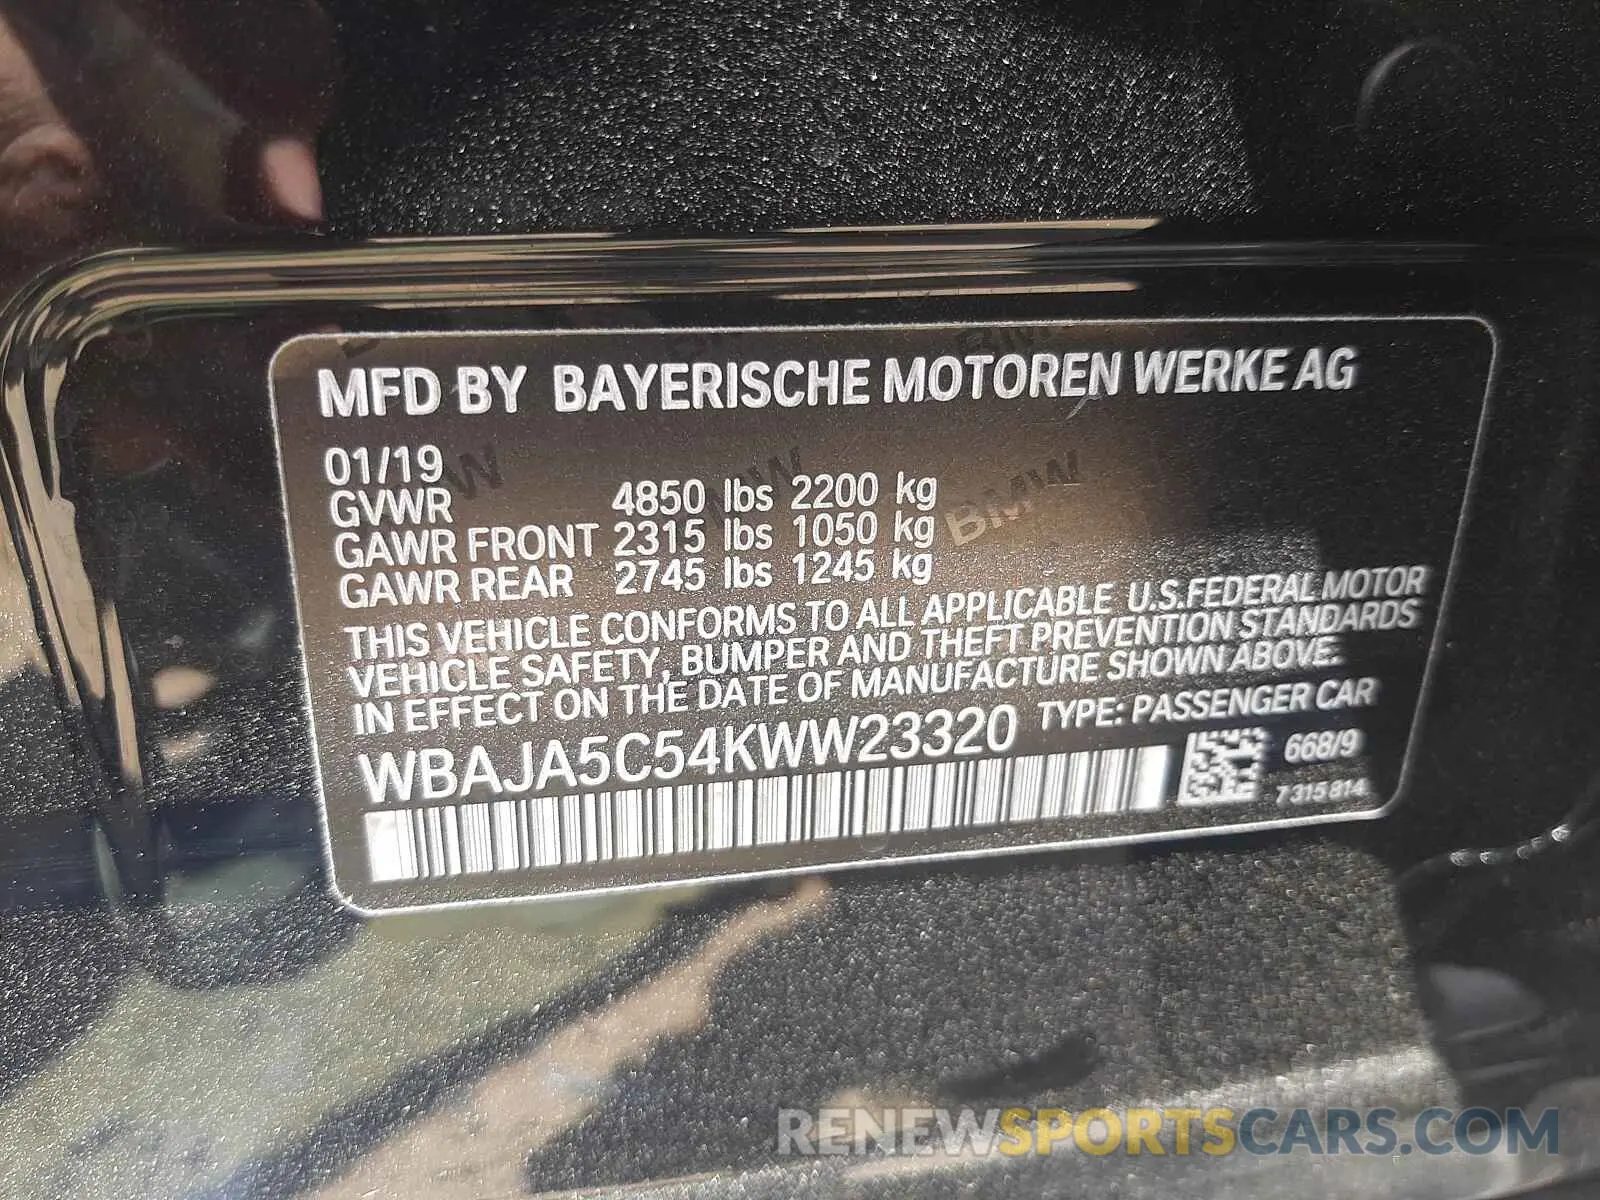 MFD BY BAYERISCHE MOTOREN WERKE AG
01/19
GVWR 4850 lbs 2200 kg
GAWR FRONT 2315 lbs 1050 kg
GAWR REAR 2745 lbs 1245 kg
THIS VEHICLE CONFORMS TO ALL APPLICABLE U.S.FEDERAL MOTOR
VEHICLE SAFETY, BUMPER AND THEFT PREVENTION STANDARDS
IN EFFECT ON THE DATE OF MANUFACTURE SHOWN ABOVE.
WBAJA5C54KWW23320 TYPE: PASSENGER CAR
668/9
7 315 814
BMW
RENEWSPORTSCARS.COM